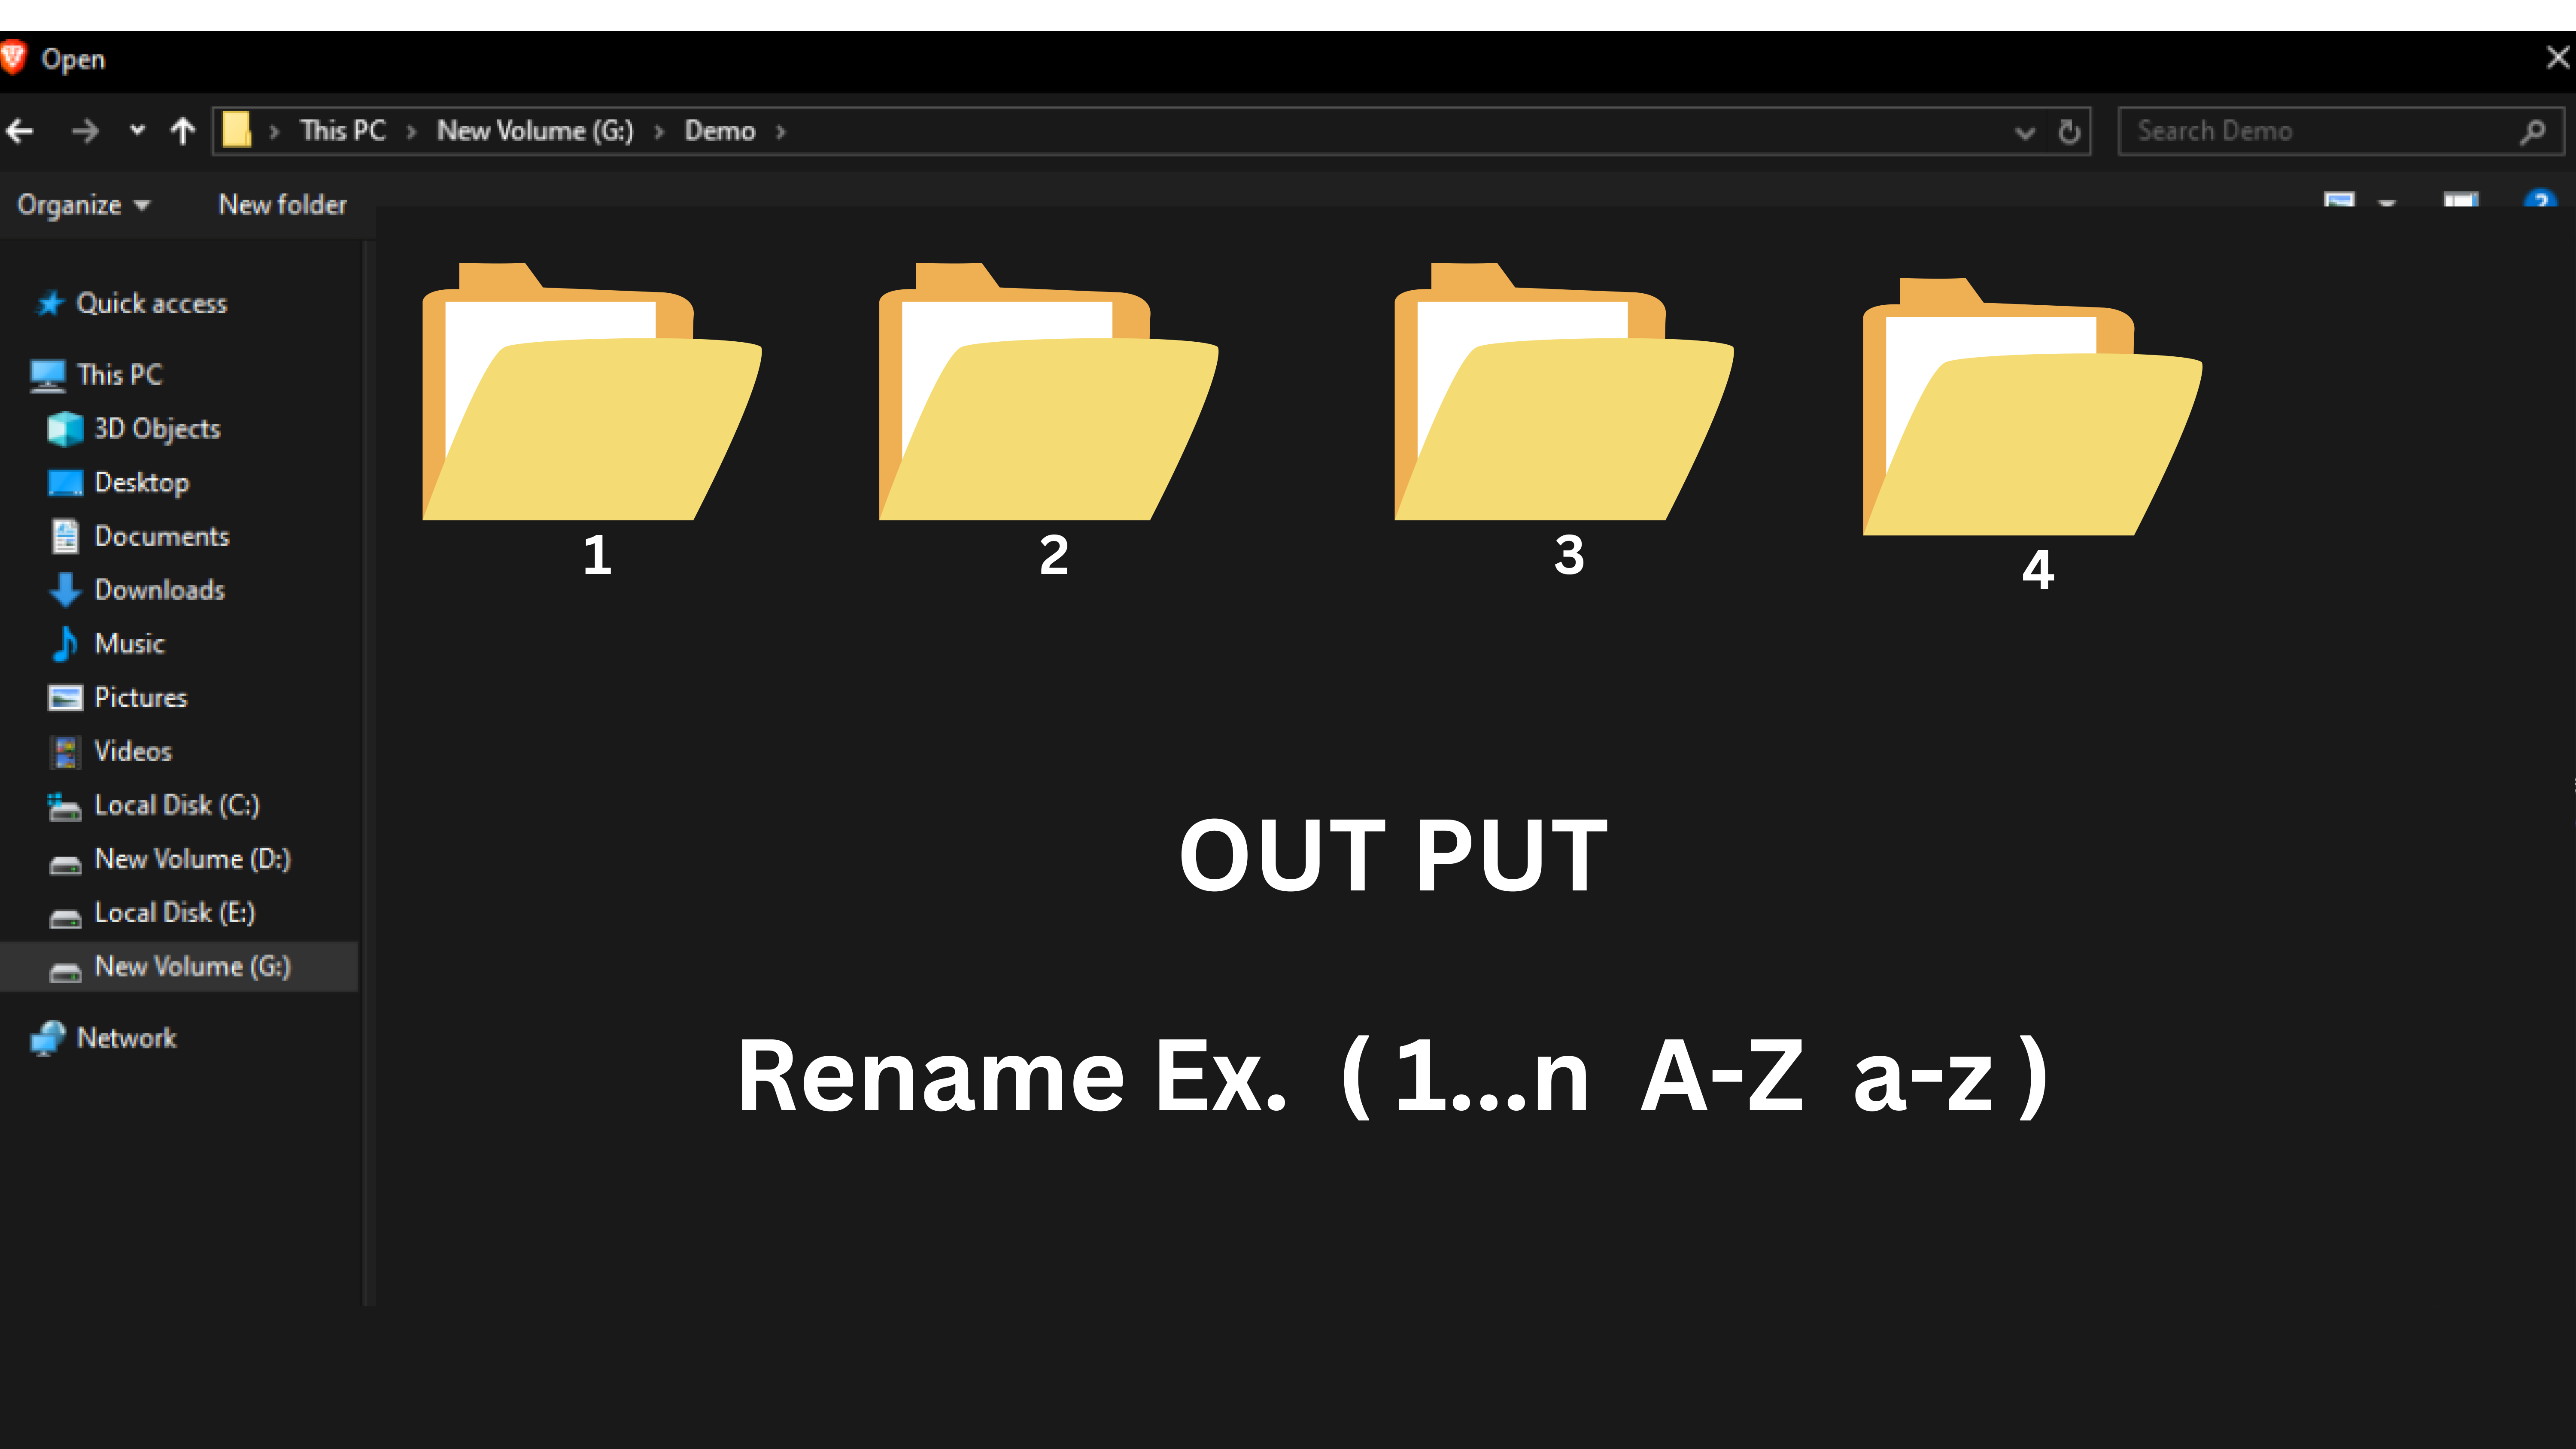 Open
This PC New Volume (G:) Demo
Search Demo
Organize New folder
Quick access
This PC
3D Objects
Desktop
Documents
Downloads
Music
Pictures
Videos
Local Disk (C:)
New Volume (D:)
Local Disk (E:)
New Volume (G:)
Network
1 2 3 4
OUT PUT
Rename Ex. ( 1...n A-Z a-z )